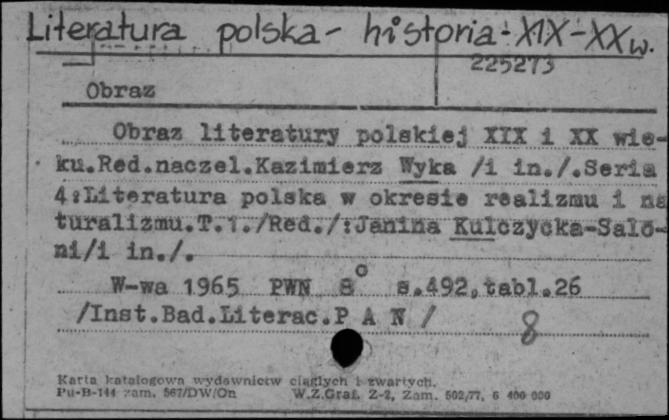 Literatura polska - historia - XIX - XX w.
225273
Obraz
Obraz literatury polskiej XIX i XX wie-
ku.Red.naczel.Kazimierz Wyka /i in./.Seria
4:Literatura polska w okresie realizmu i na
turalizmu.T.1./Red./:Janina Kulczycka-Salo-
ni/i in./.
W-wa 1965 PWN 8° s.492,tabl.26
/Inst.Bad.Literac.P A N /
8
Karta katalogowa wydawnictw ciągłych i zwartych.
Pu-B-144 zam. 567/DW/On W.Z.Graf. Z-2, Zam. 502/77, 6 400 000